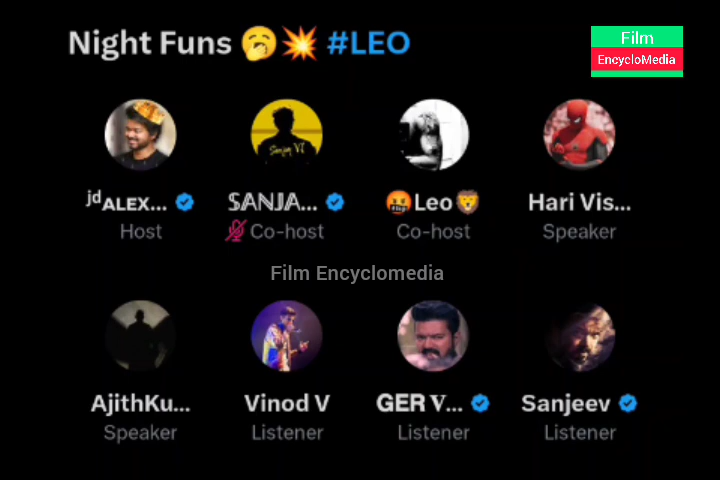 Night Funs 🥱💥 #LEO
Film
EncycloMedia
ʲᵈALEX... SANJA... 🤬Leo🦁 Hari Vis...
Host Co-host Co-host Speaker
Film Encyclomedia
AjithKu... Vinod V GER V... Sanjeev
Speaker Listener Listener Listener